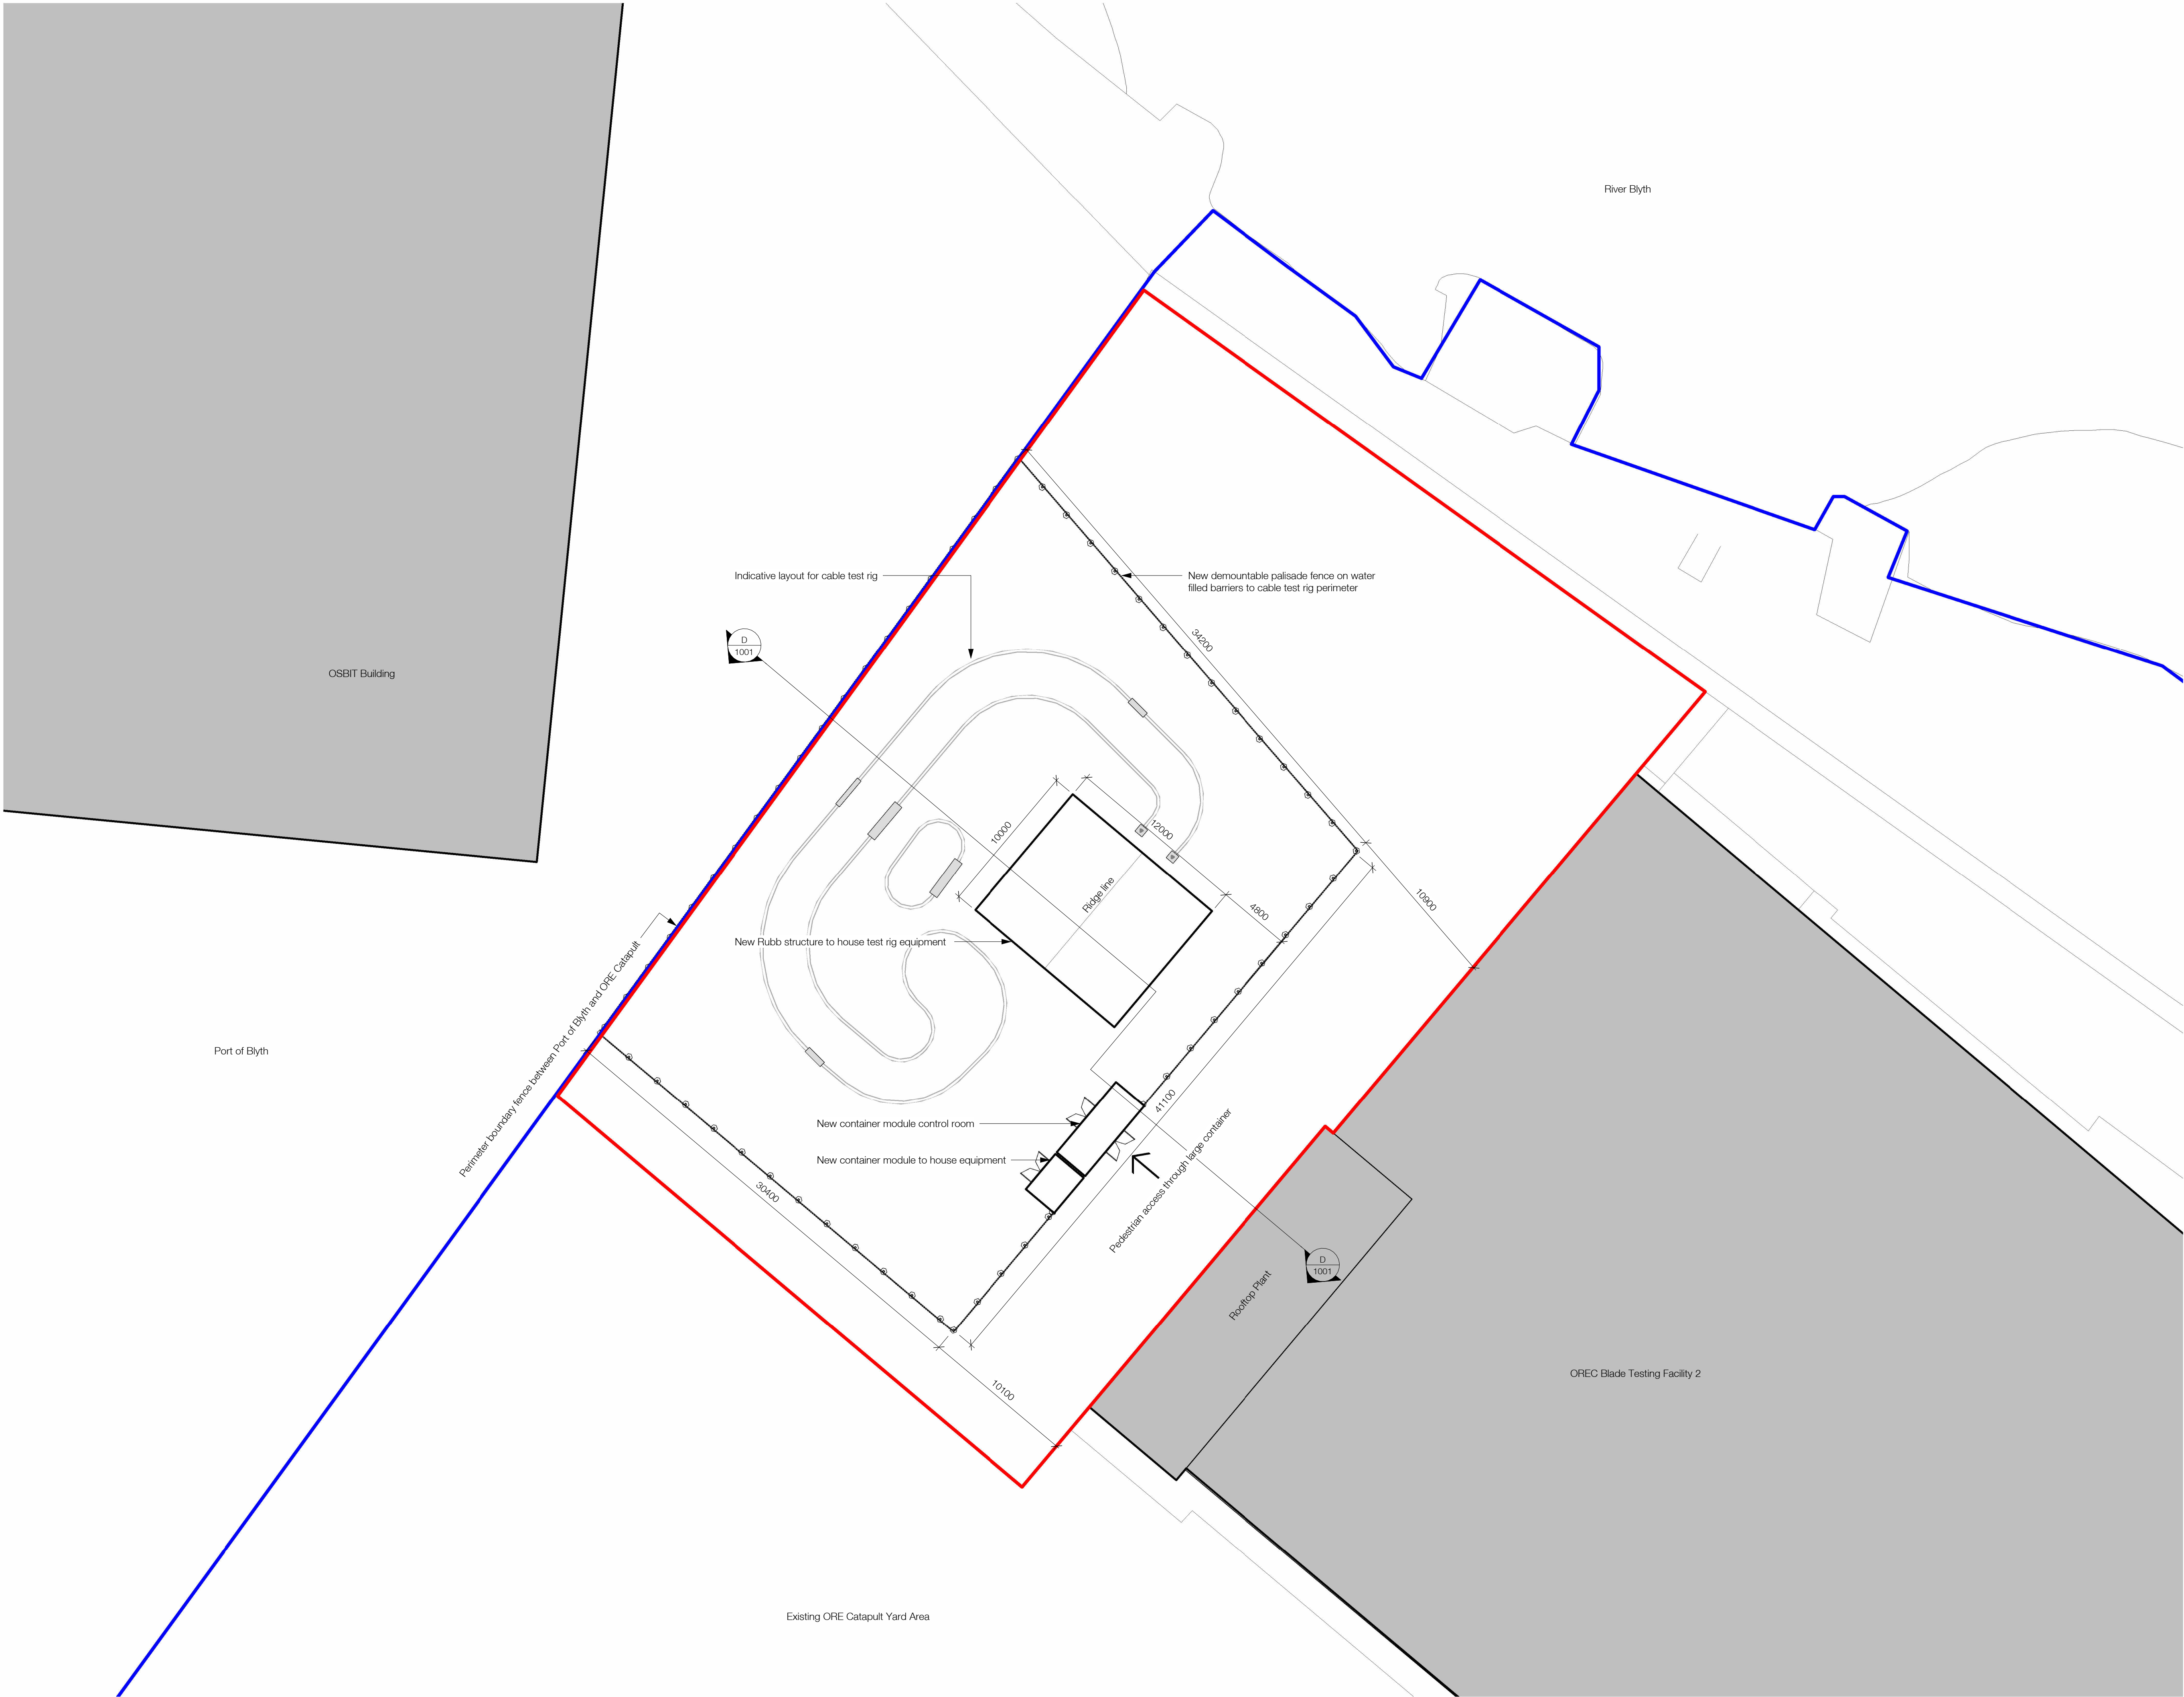 River Blyth
Indicative layout for cable test rig
New demountable palisade fence on water
filled barriers to cable test rig perimeter
D
1001
34200
OSBIT Building
10000
12000
Ridge line
10900
4800
New Rubb structure to house test rig equipment
Perimeter boundary fence between Port of Blyth and ORE Catapult
Port of Blyth
41100
New container module control room
New container module to house equipment
Pedestrian access through large container
30400
D
1001
Rooftop Plant
OREC Blade Testing Facility 2
10100
Existing ORE Catapult Yard Area